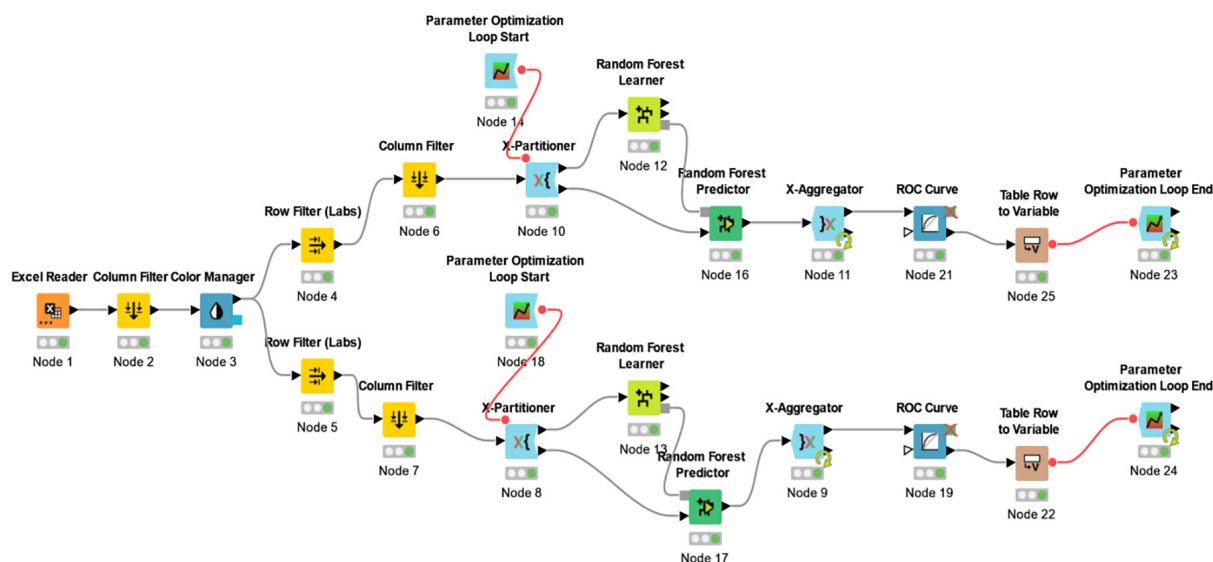 Parameter Optimization
Loop Start
Node 14
Random Forest
Learner
Node 12
Column Filter
Node 6
X-Partitioner
Node 10
Random Forest
Predictor
Node 16
X-Aggregator
Node 11
ROC Curve
Node 21
Table Row
to Variable
Node 25
Parameter
Optimization Loop End
Node 23
Row Filter (Labs)
Node 4
Excel Reader
Node 1
Column Filter
Node 2
Color Manager
Node 3
Parameter Optimization
Loop Start
Node 18
Row Filter (Labs)
Node 5
Column Filter
Node 7
X-Partitioner
Node 8
Random Forest
Learner
Node 13
Random Forest
Predictor
Node 17
X-Aggregator
Node 9
ROC Curve
Node 19
Table Row
to Variable
Node 22
Parameter
Optimization Loop End
Node 24